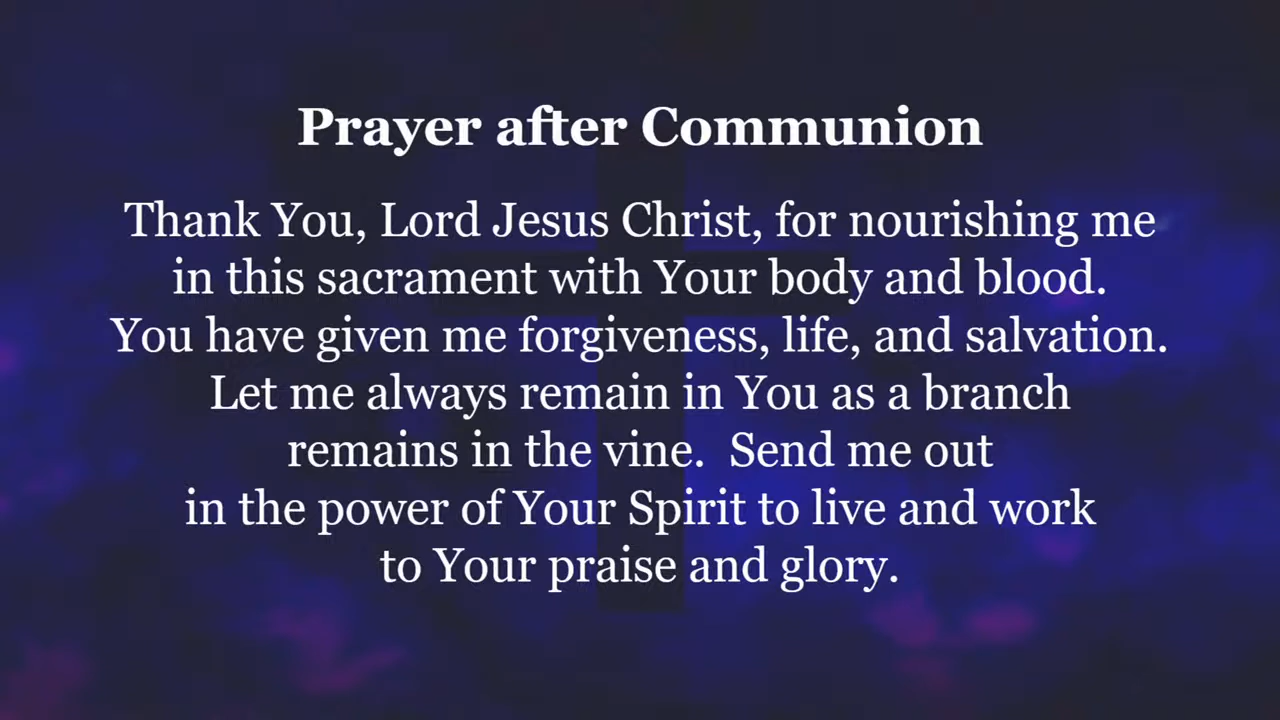 Prayer after Communion
Thank You, Lord Jesus Christ, for nourishing me
in this sacrament with Your body and blood.
You have given me forgiveness, life, and salvation.
Let me always remain in You as a branch
remains in the vine.  Send me out
in the power of Your Spirit to live and work
to Your praise and glory.